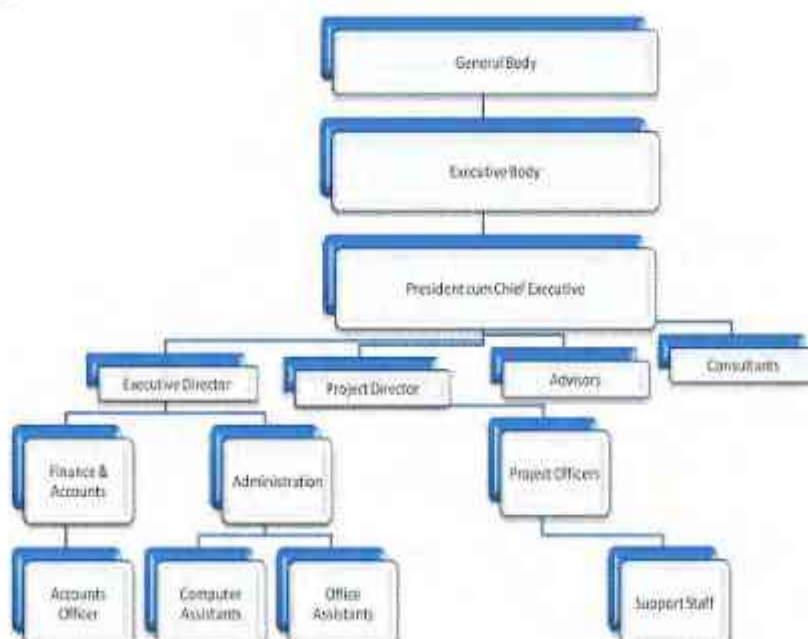 General Body
Executive Body
President cum Chief Executive
Executive Director
Project Director
Advisors
Consultants
Finance &
Accounts
Administration
Project Officers
Accounts
Officer
Computer
Assistants
Office
Assistants
Support Staff